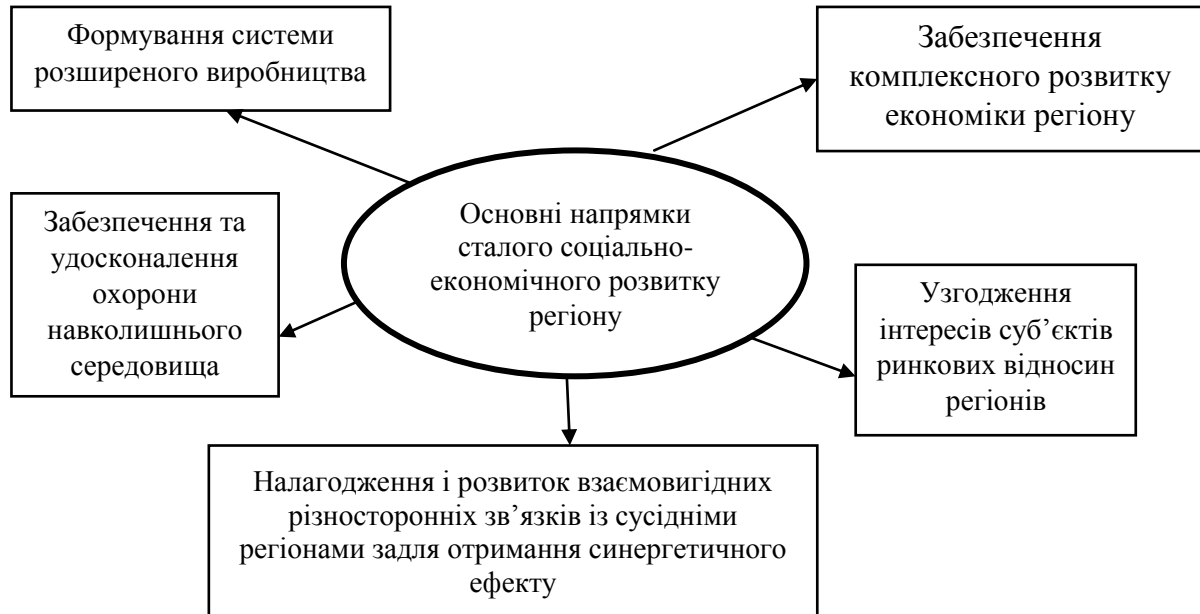 Формування системи
розширеного виробництва
Забезпечення
комплексного розвитку
економіки регіону
Основні напрямки
сталого соціально-
економічного розвитку
регіону
Забезпечення та
удосконалення
охорони
навколишнього
середовища
Узгодження
інтересів суб’єктів
ринкових відносин
регіонів
Налагодження і розвиток взаємовигідних
різносторонніх зв’язків із сусідніми
регіонами задля отримання синергетичного
ефекту